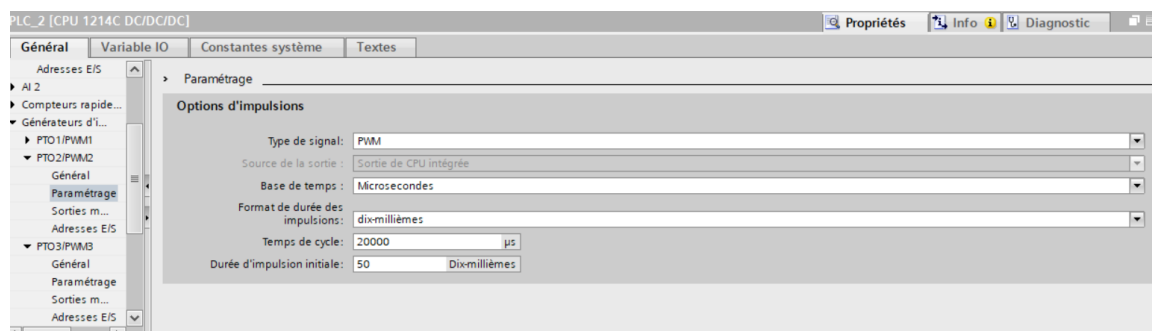 PLC_2 [CPU 1214C DC/DC/DC]
Propriétés Info Diagnostic
Général Variable IO Constantes système Textes
Adresses E/S
AI 2
Compteurs rapide...
Générateurs d'i...
PTO1/PWM1
PTO2/PWM2
Général
Paramétrage
Sorties m...
Adresses E/S
PTO3/PWM3
Général
Paramétrage
Sorties m...
Adresses E/S
Paramétrage
Options d'impulsions
Type de signal: PWM
Source de la sortie : Sortie de CPU intégrée
Base de temps : Microsecondes
Format de durée des
impulsions: dix-millièmes
Temps de cycle: 20000 µs
Durée d'impulsion initiale: 50 Dix-millièmes